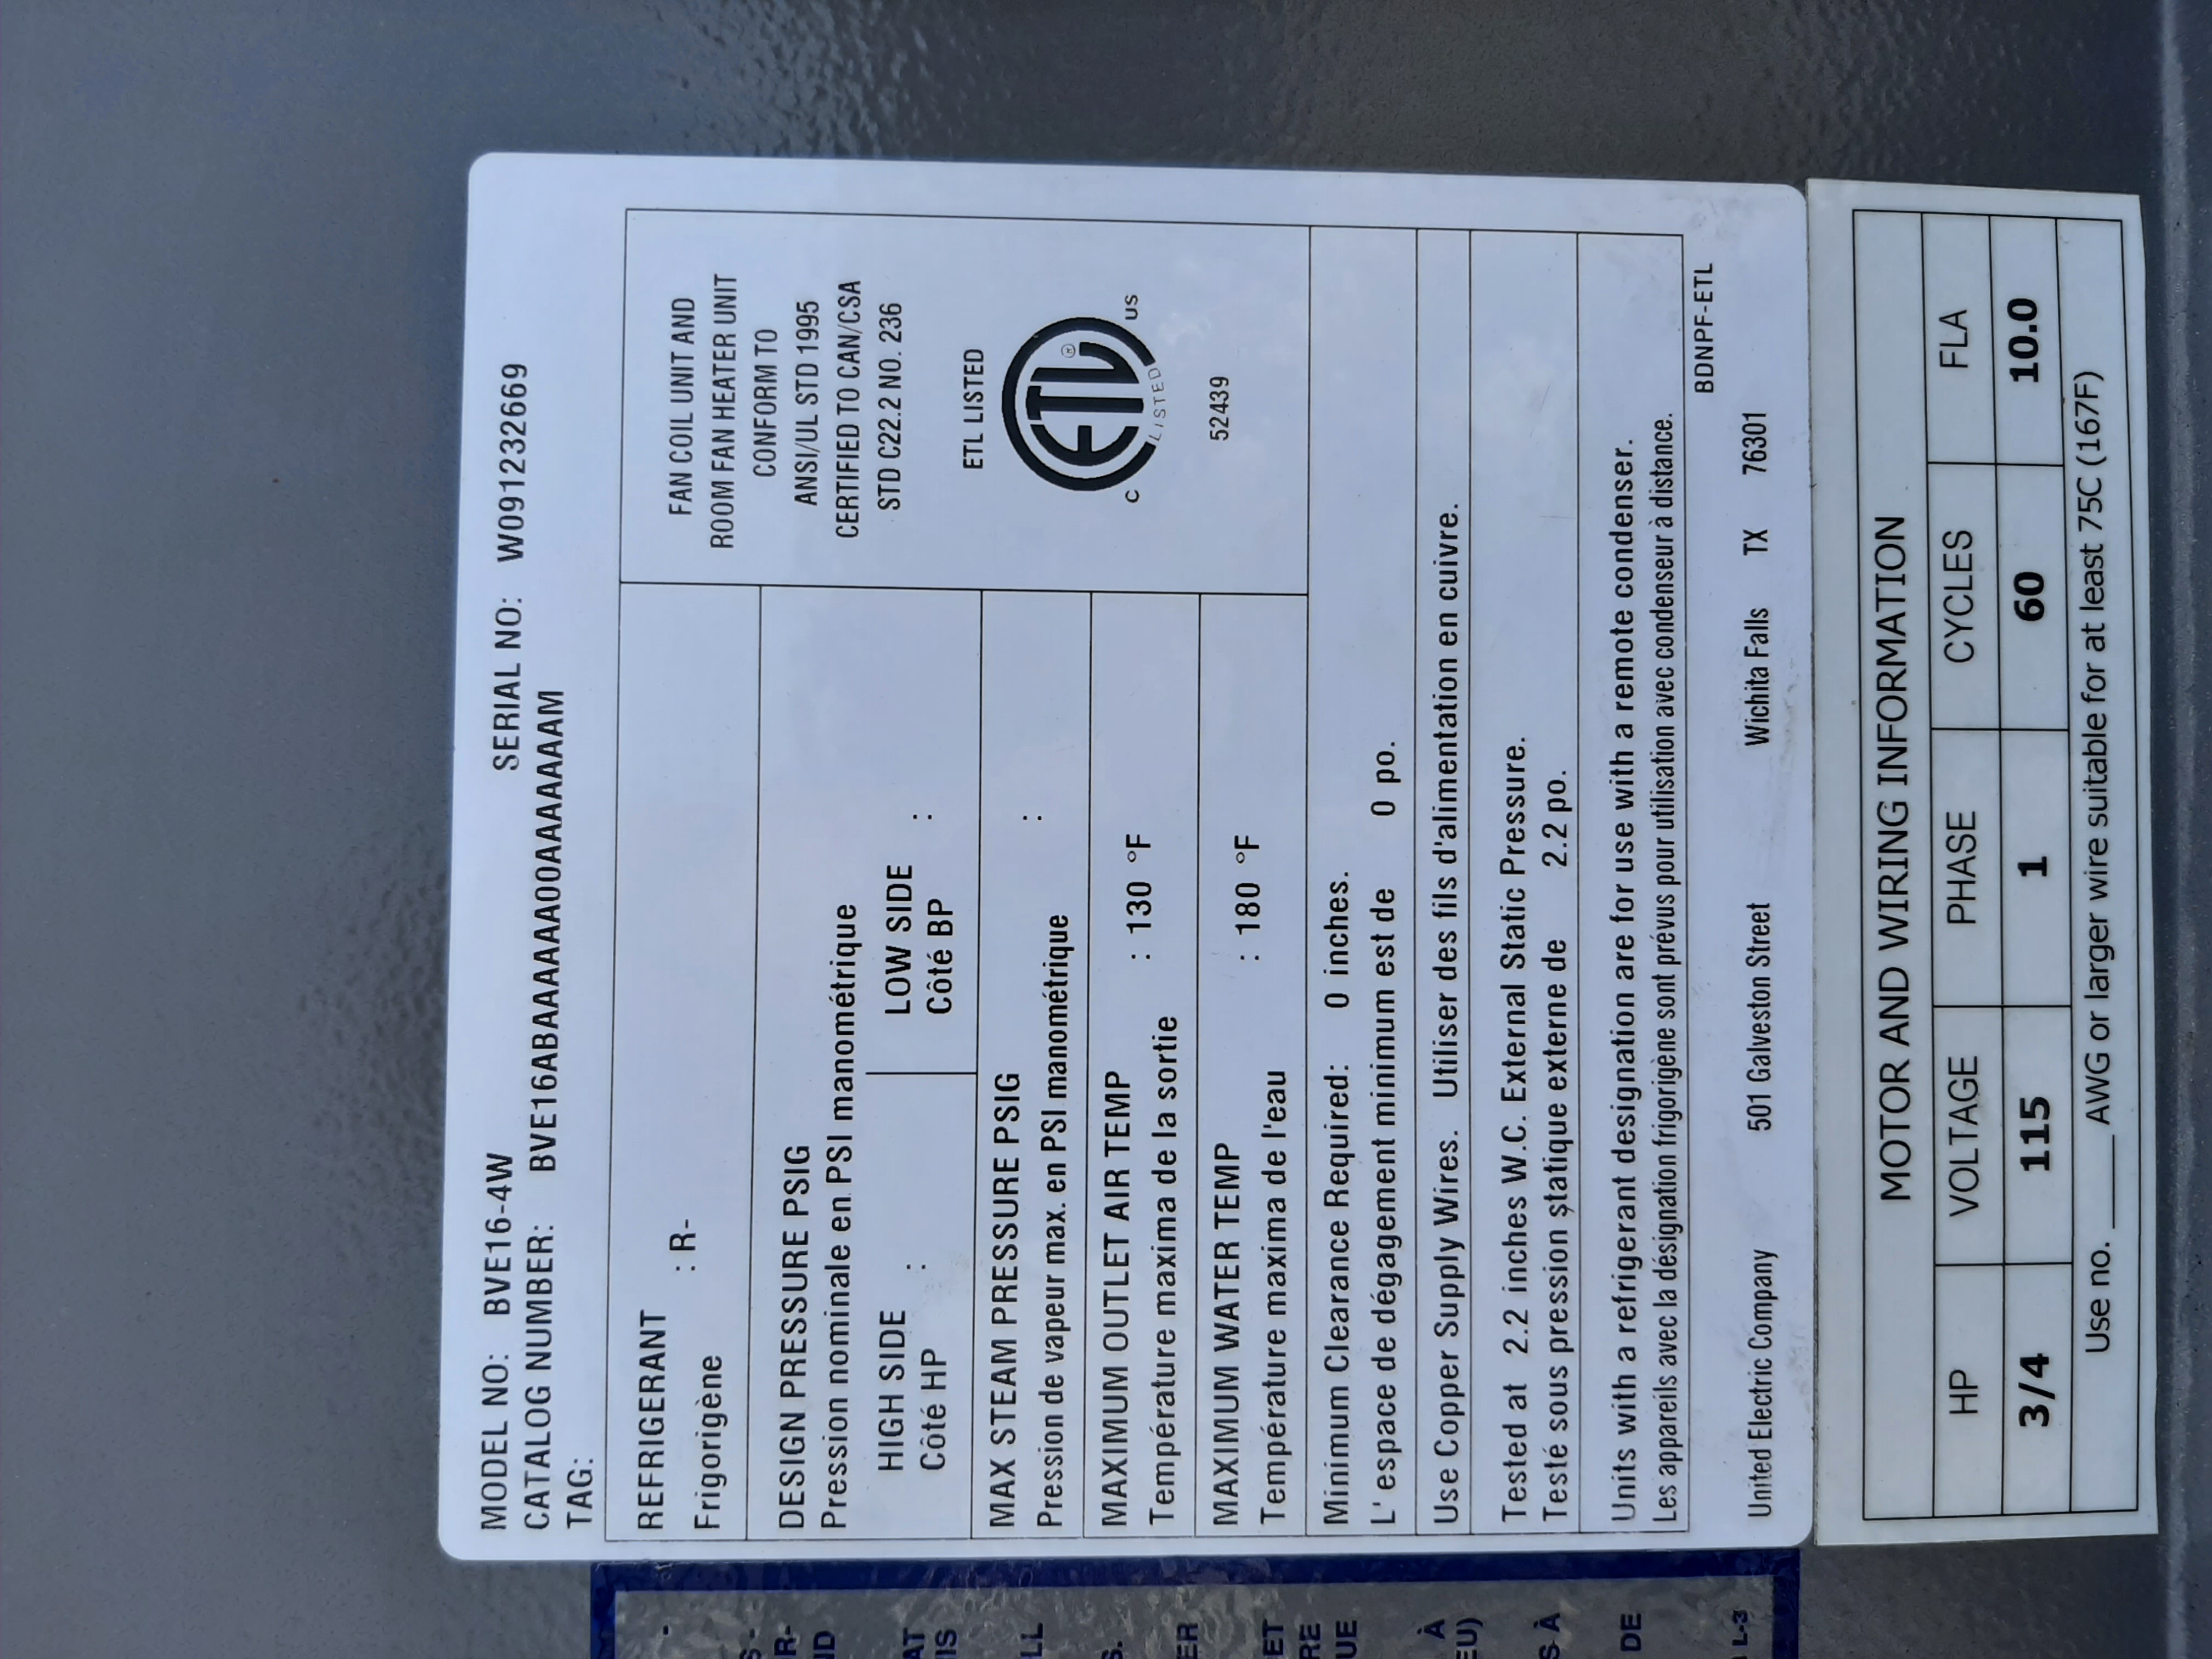 MODEL NO: BVE16-4W SERIAL NO: W091232669
CATALOG NUMBER: BVE16ABAAAAAA00AAAAAAAM
TAG:
REFRIGERANT : R-
Frigorigène
DESIGN PRESSURE PSIG
Pression nominale en PSI manométrique
HIGH SIDE : LOW SIDE :
Côté HP Côté BP
MAX STEAM PRESSURE PSIG :
Pression de vapeur max. en PSI manométrique
MAXIMUM OUTLET AIR TEMP : 130 °F
Température maxima de la sortie
MAXIMUM WATER TEMP : 180 °F
Température maxima de l'eau
FAN COIL UNIT AND
ROOM FAN HEATER UNIT
CONFORM TO
ANSI/UL STD 1995
CERTIFIED TO CAN/CSA
STD C22.2 NO. 236
ETL LISTED
ETL ®
LISTED
C US
52439
Minimum Clearance Required: 0 inches.
L' espace de dégagement minimum est de 0 po.
Use Copper Supply Wires. Utiliser des fils d'alimentation en cuivre.
Tested at 2.2 inches W.C. External Static Pressure.
Testé sous pression statique externe de 2.2 po.
Units with a refrigerant designation are for use with a remote condenser.
Les appareils avec la désignation frigorigène sont prévus pour utilisation avec condenseur à distance.
BDNPF-ETL
United Electric Company 501 Galveston Street Wichita Falls TX 76301
MOTOR AND WIRING INFORMATION
HP VOLTAGE PHASE CYCLES FLA
3/4 115 1 60 10.0
Use no. ____ AWG or larger wire suitable for at least 75C (167F)
L-3